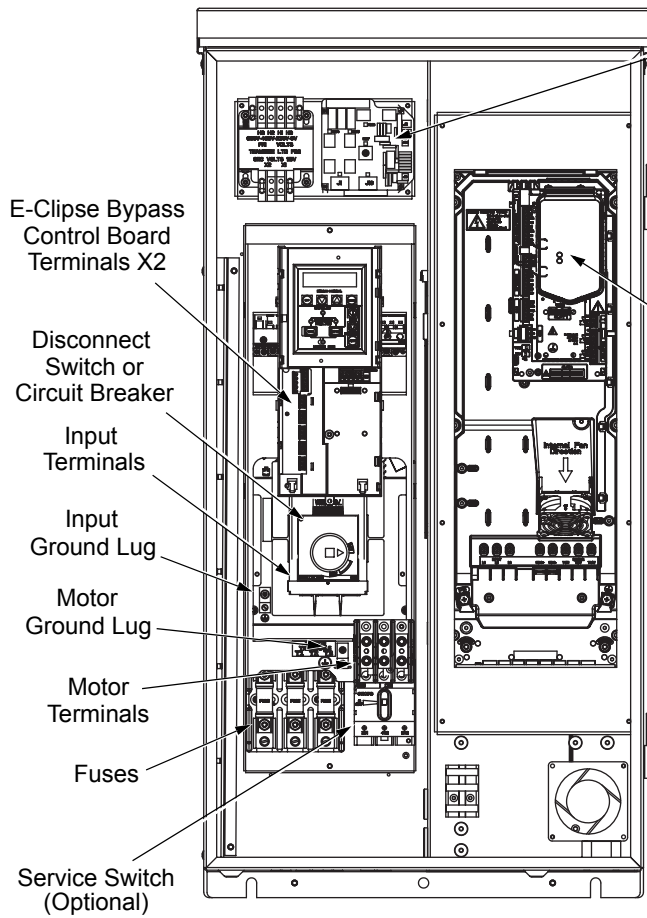 E-Clipse Bypass
Control Board
Terminals X2
Disconnect
Switch or
Circuit Breaker
Input
Terminals
Input
Ground Lug
Motor
Ground Lug
Motor
Terminals
Fuses
Service Switch
(Optional)
Internal Fan
Direction